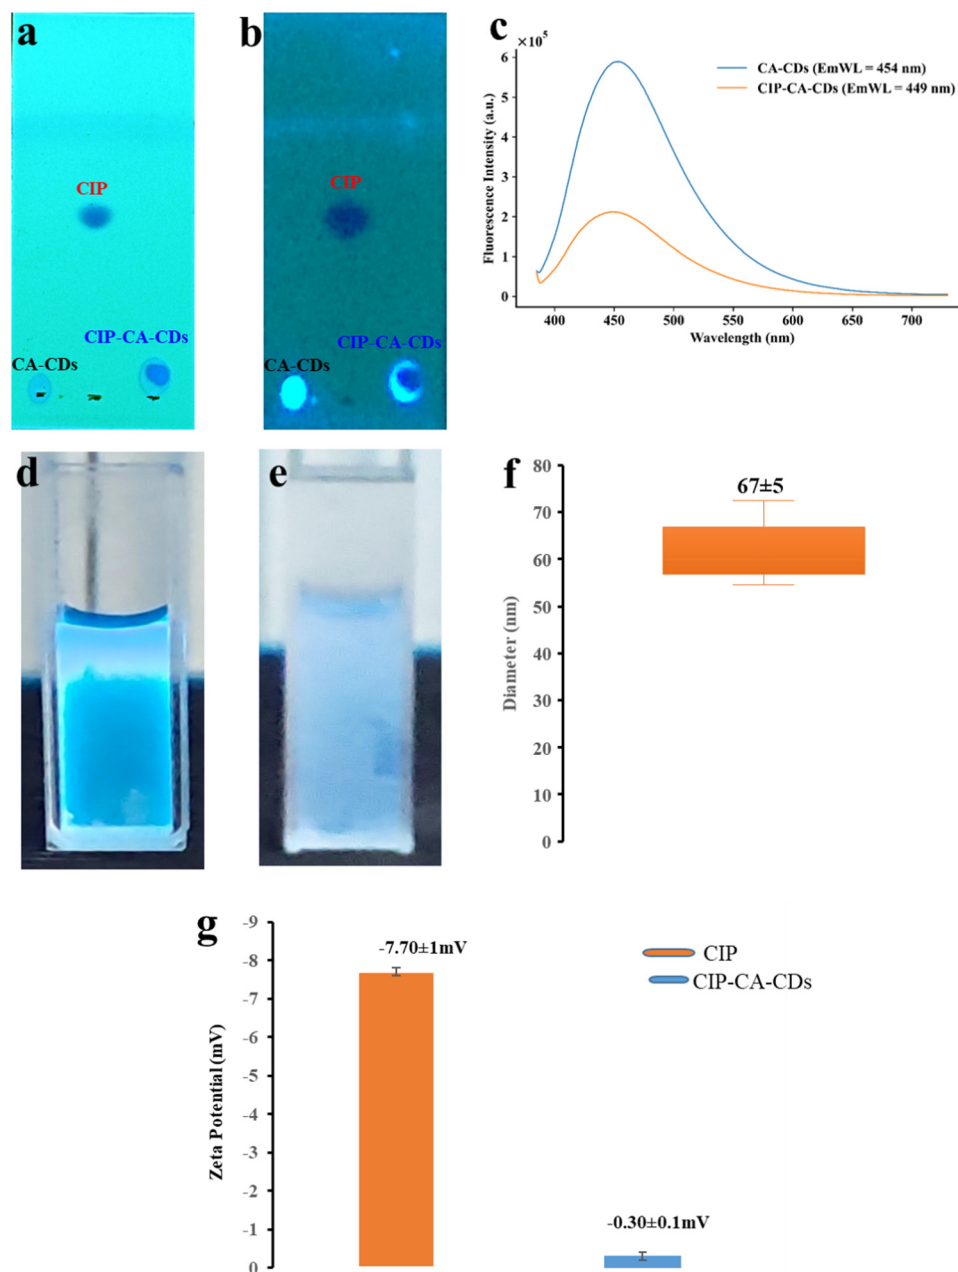 a
CIP
CIP-CA-CDs
CA-CDs
b
CIP
CIP-CA-CDs
CA-CDs
c
×10⁵
6
5
4
3
2
1
0
Fluorescence Intensity (a.u.)
CA-CDs (EmWL = 454 nm)
CIP-CA-CDs (EmWL = 449 nm)
400 450 500 550 600 650 700
Wavelength (nm)
d
e
f
80
70
60
50
40
30
20
10
0
Diameter (nm)
67±5
g
-9
-8
-7
-6
-5
-4
-3
-2
-1
0
Zeta Potential (mV)
-7.70±1mV
-0.30±0.1mV
CIP
CIP-CA-CDs